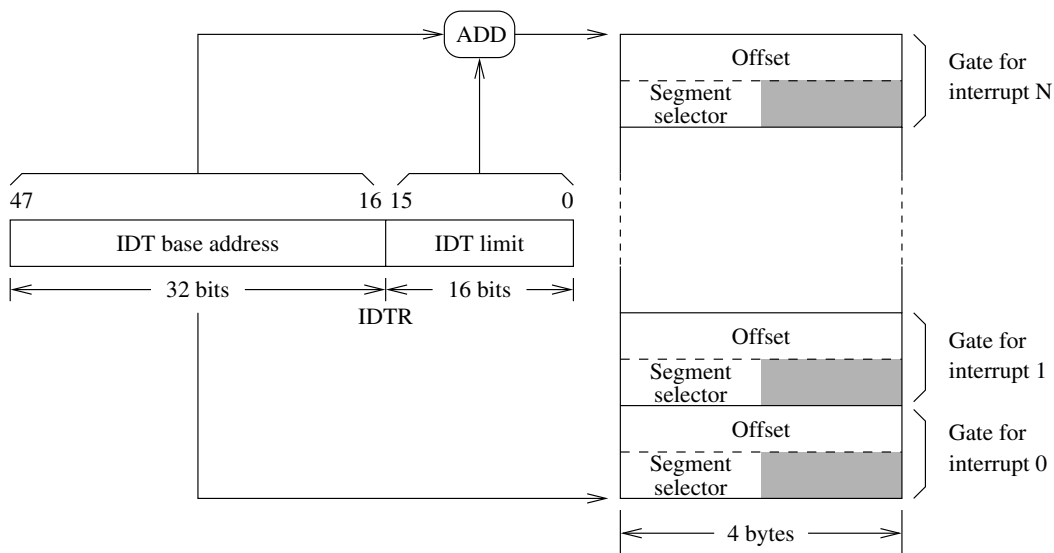 ADD
Offset
Segment
selector
Gate for
interrupt N
47
16
15
0
IDT base address
IDT limit
32 bits
16 bits
IDTR
Offset
Segment
selector
Gate for
interrupt 1
Offset
Segment
selector
Gate for
interrupt 0
4 bytes